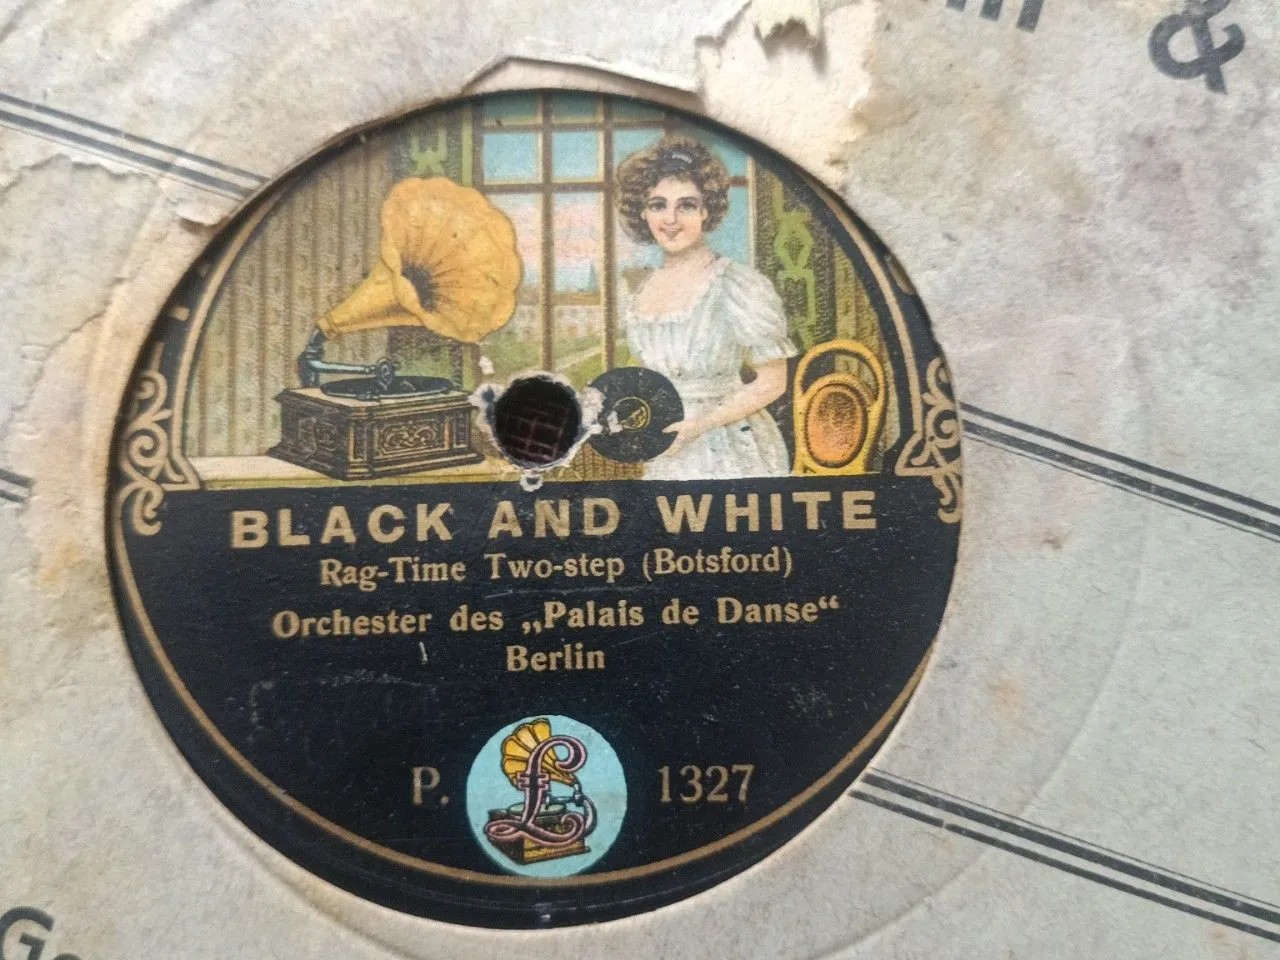 &
BLACK AND WHITE
Rag-Time Two-step (Botsford)
Orchester des „Palais de Danse“
Berlin
P. L 1327